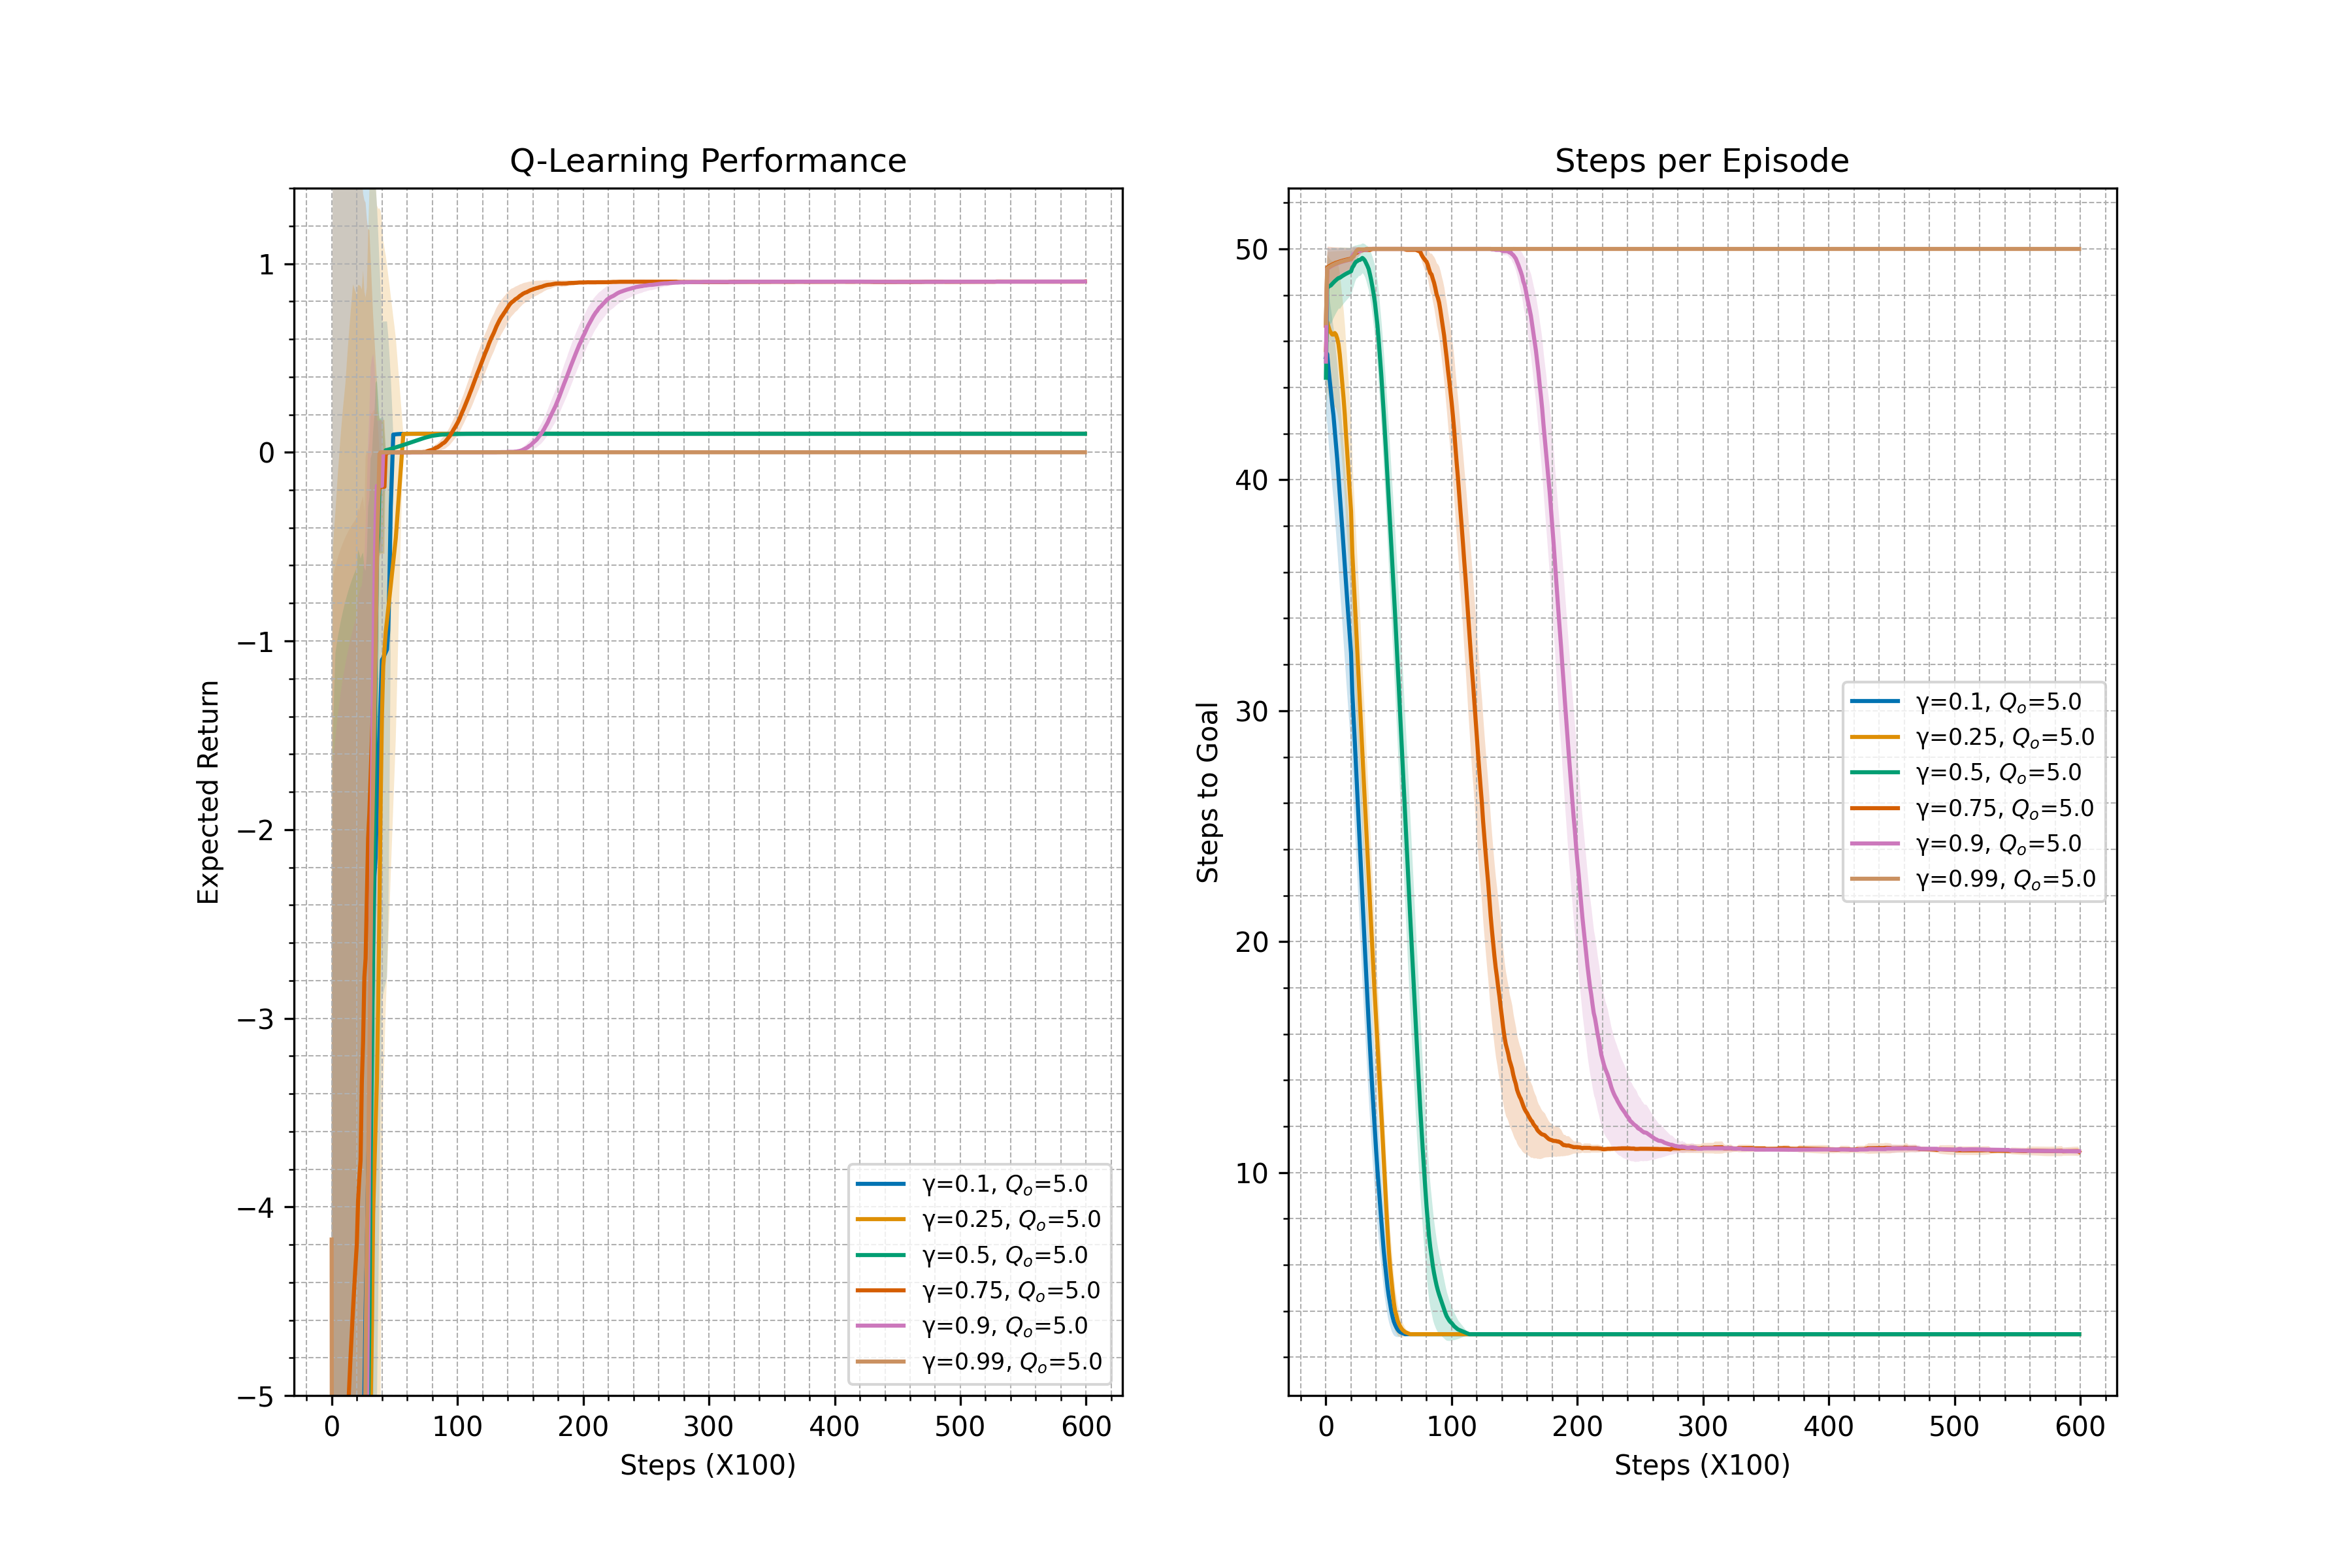 Q-Learning Performance
Expected Return
1
0
−1
−2
−3
−4
−5
0 100 200 300 400 500 600
Steps (X100)
γ=0.1, Qₒ=5.0
γ=0.25, Qₒ=5.0
γ=0.5, Qₒ=5.0
γ=0.75, Qₒ=5.0
γ=0.9, Qₒ=5.0
γ=0.99, Qₒ=5.0
Steps per Episode
Steps to Goal
50
40
30
20
10
0 100 200 300 400 500 600
Steps (X100)
γ=0.1, Qₒ=5.0
γ=0.25, Qₒ=5.0
γ=0.5, Qₒ=5.0
γ=0.75, Qₒ=5.0
γ=0.9, Qₒ=5.0
γ=0.99, Qₒ=5.0